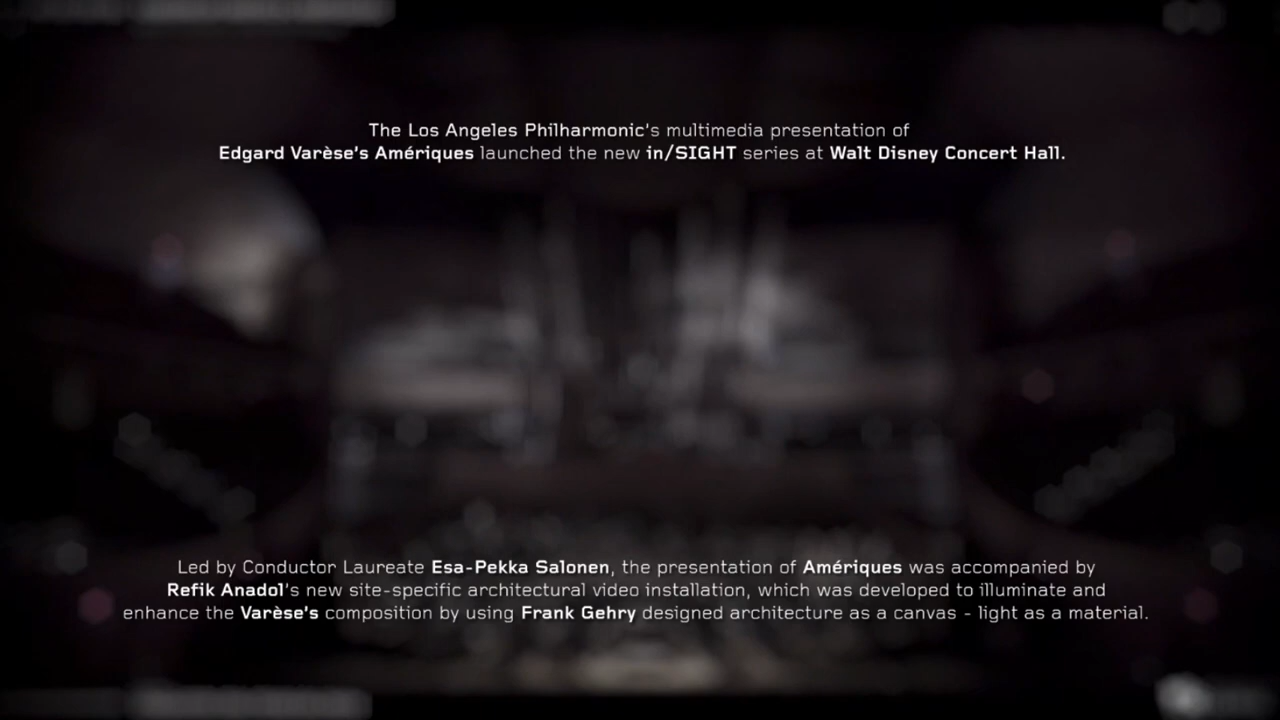 The Los Angeles Philharmonic's multimedia presentation of
Edgard Varèse's Amériques launched the new in/SIGHT series at Walt Disney Concert Hall.
Led by Conductor Laureate Esa-Pekka Salonen, the presentation of Amériques was accompanied by
Refik Anadol's new site-specific architectural video installation, which was developed to illuminate and
enhance the Varèse's composition by using Frank Gehry designed architecture as a canvas - light as a material.